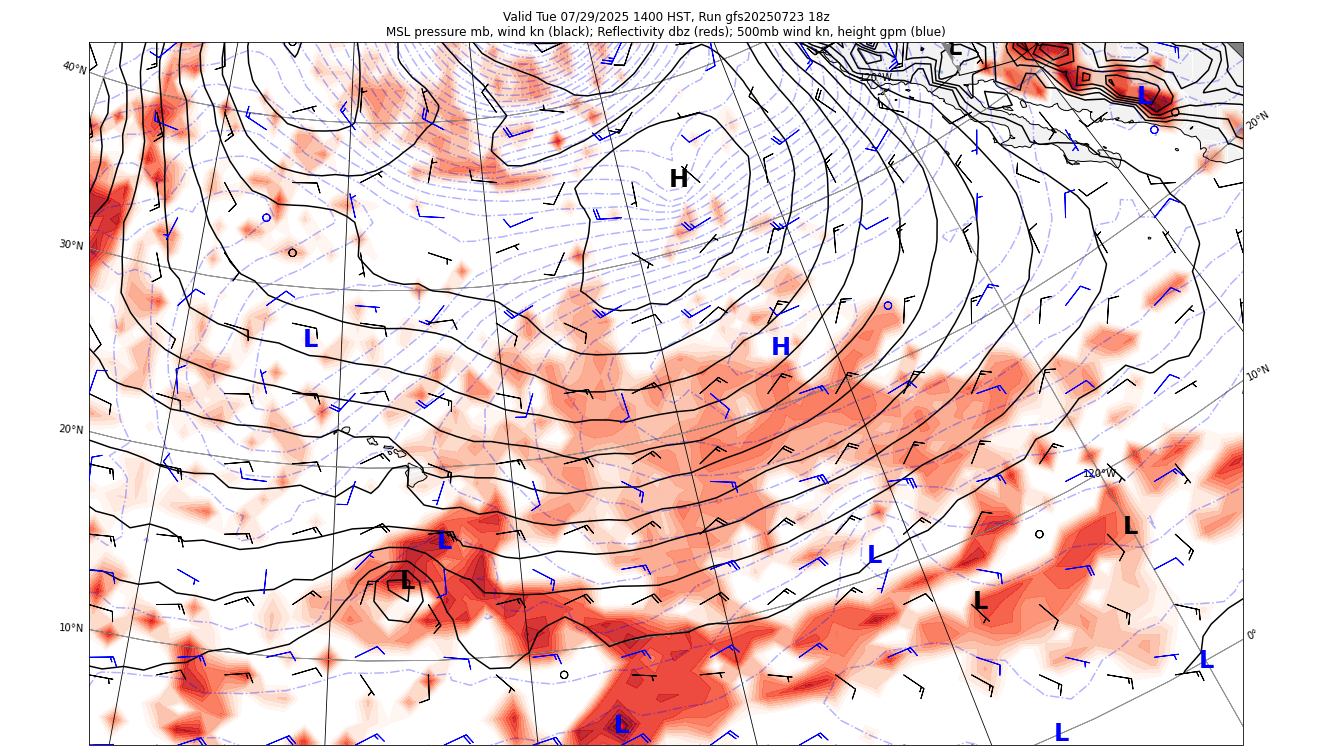 Valid Tue 07/29/2025 1400 HST, Run gfs20250723 18z
MSL pressure mb, wind kn (black); Reflectivity dbz (reds); 500mb wind kn, height gpm (blue)
L
40°N
120°W
L
20°N
H
30°N
L
H
10°N
20°N
120°W
L
L
L
L
L
10°N
0°
L
L
L